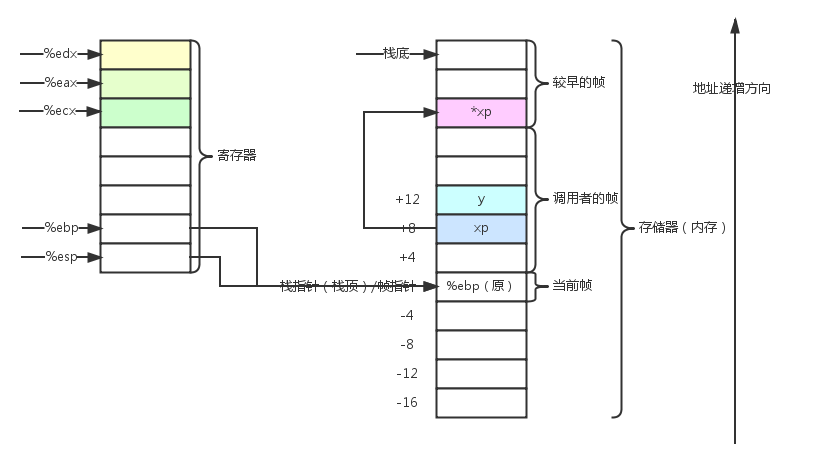 %edx
%eax
%ecx
寄存器
%ebp
%esp
栈底
较早的帧
*xp
+12
y
调用者的帧
+8
xp
+4
栈指针（栈顶）/帧指针
%ebp（原）
当前帧
-4
-8
-12
-16
存储器（内存）
地址递增方向